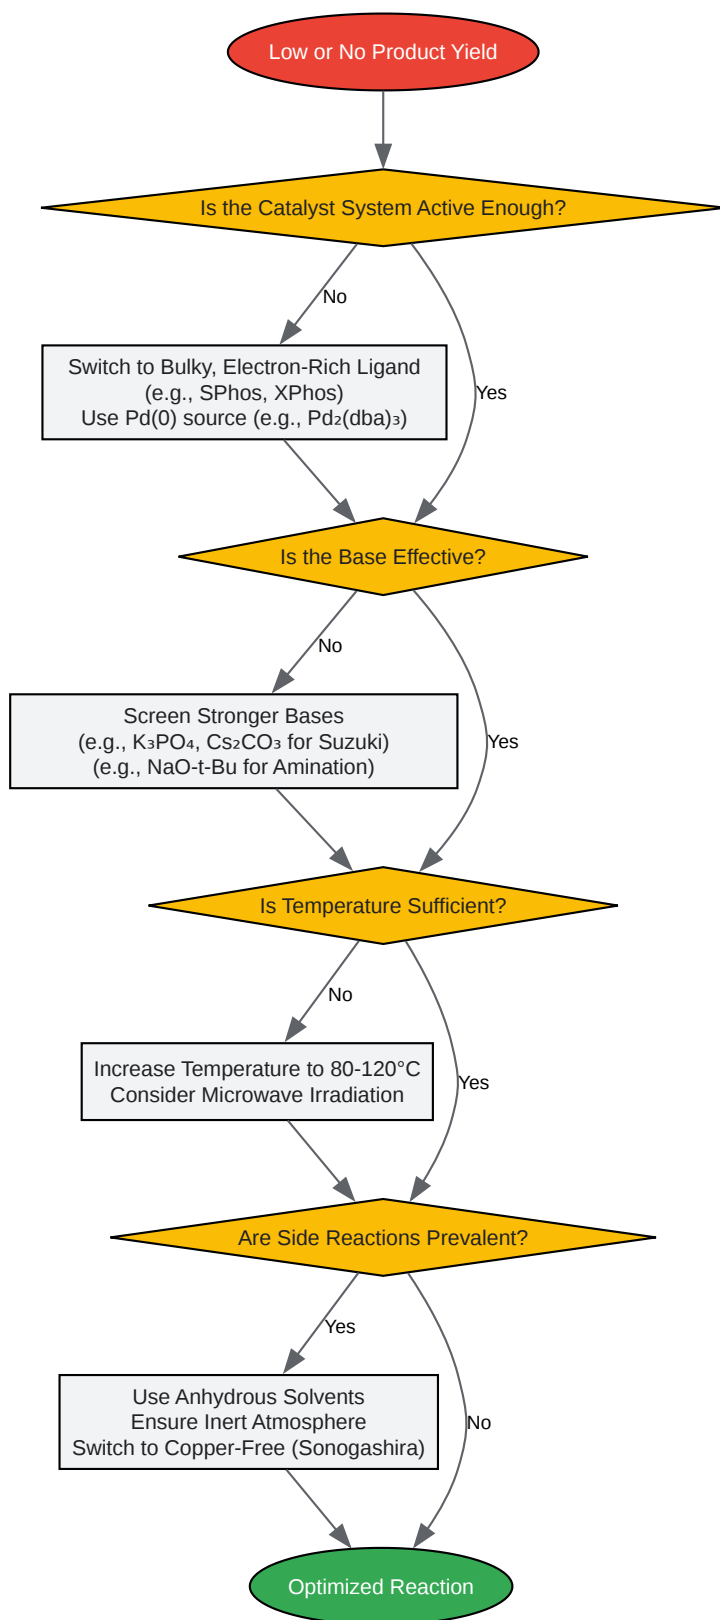 Low or No Product Yield
Is the Catalyst System Active Enough?
No
Switch to Bulky, Electron-Rich Ligand
(e.g., SPhos, XPhos)
Use Pd(0) source (e.g., Pd₂(dba)₃)
Yes
Is the Base Effective?
No
Screen Stronger Bases
(e.g., K₃PO₄, Cs₂CO₃ for Suzuki)
(e.g., NaO-t-Bu for Amination)
Yes
Is Temperature Sufficient?
No
Increase Temperature to 80-120°C
Consider Microwave Irradiation
Yes
Are Side Reactions Prevalent?
Yes
Use Anhydrous Solvents
Ensure Inert Atmosphere
Switch to Copper-Free (Sonogashira)
No
Optimized Reaction